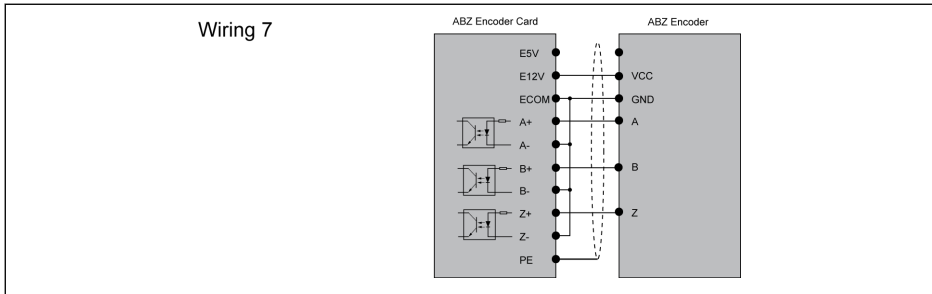 Wiring 7
ABZ Encoder Card
ABZ Encoder
E5V
E12V
VCC
ECOM
GND
A+
A
A-
B+
B
B-
Z+
Z
Z-
PE